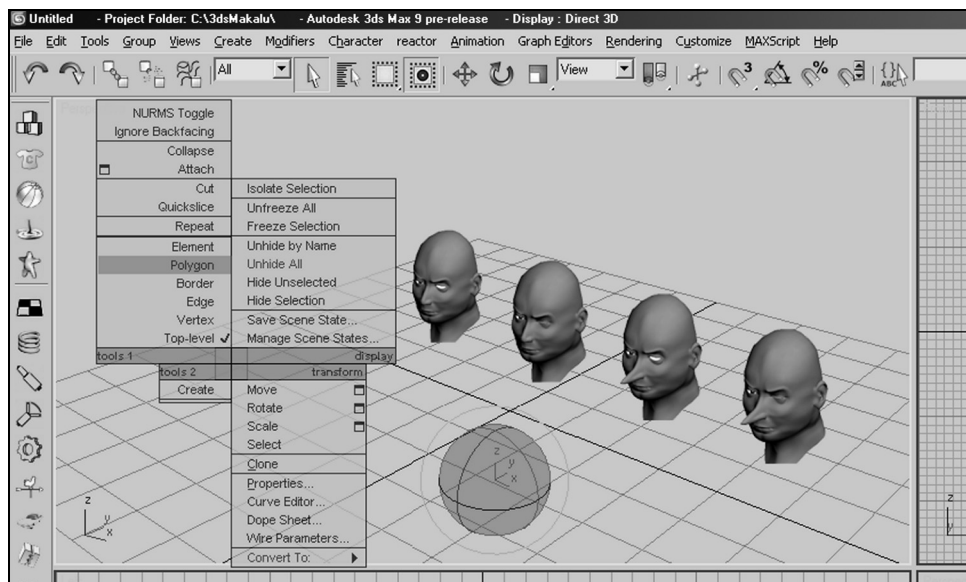 Untitled - Project Folder: C:\3dsMakalu\ - Autodesk 3ds Max 9 pre-release - Display : Direct 3D
File Edit Tools Group Views Create Modifiers Character reactor Animation Graph Editors Rendering Customize MAXScript Help
All View 3 % ABC
NURMS Toggle
Ignore Backfacing
Collapse
Attach
Cut
Quickslice
Repeat
Element
Polygon
Border
Edge
Vertex
Top-level
tools 1
Isolate Selection
Unfreeze All
Freeze Selection
Unhide by Name
Unhide All
Hide Unselected
Hide Selection
Save Scene State...
Manage Scene States...
display
tools 2
Create
transform
Move
Rotate
Scale
Select
Clone
Properties...
Curve Editor...
Dope Sheet...
Wire Parameters...
Convert To:
z
y
x
z
y
x
z
y